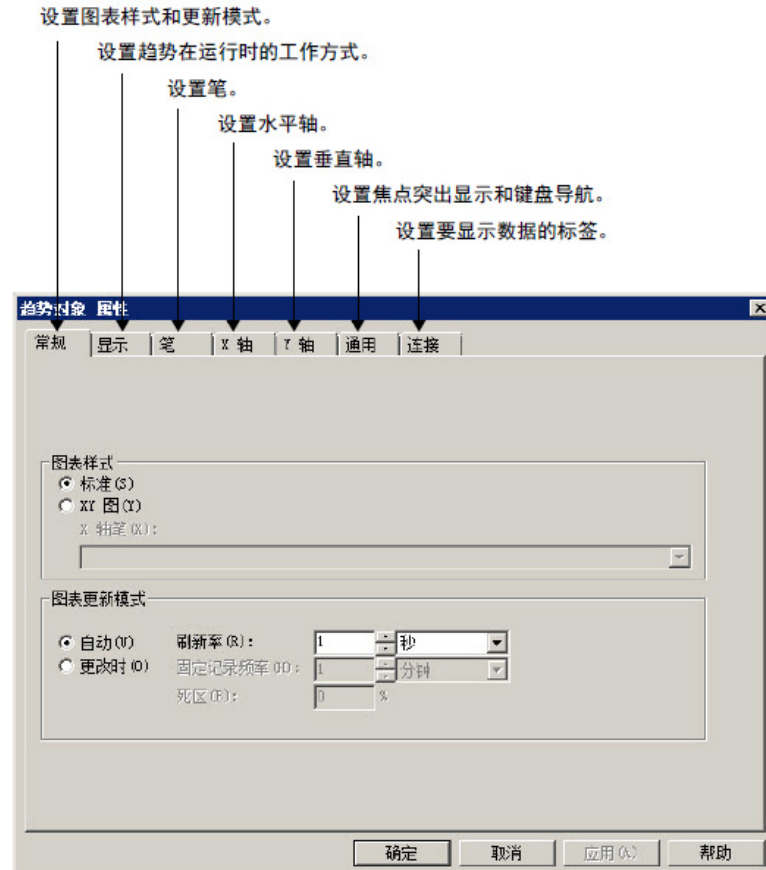 设置图表样式和更新模式。
设置趋势在运行时的工作方式。
设置笔。
设置水平轴。
设置垂直轴。
设置焦点突出显示和键盘导航。
设置要显示数据的标签。
趋势对象 属性
常规 显示 笔 X 轴 Y 轴 通用 连接
图表样式
标准(S)
XY 图(Y)
X 轴笔(X):
图表更新模式
自动(U) 刷新率(R): 1 秒
更改时(O) 固定记录频率(H): 1 分钟
死区(B): 0 %
确定 取消 应用(A) 帮助